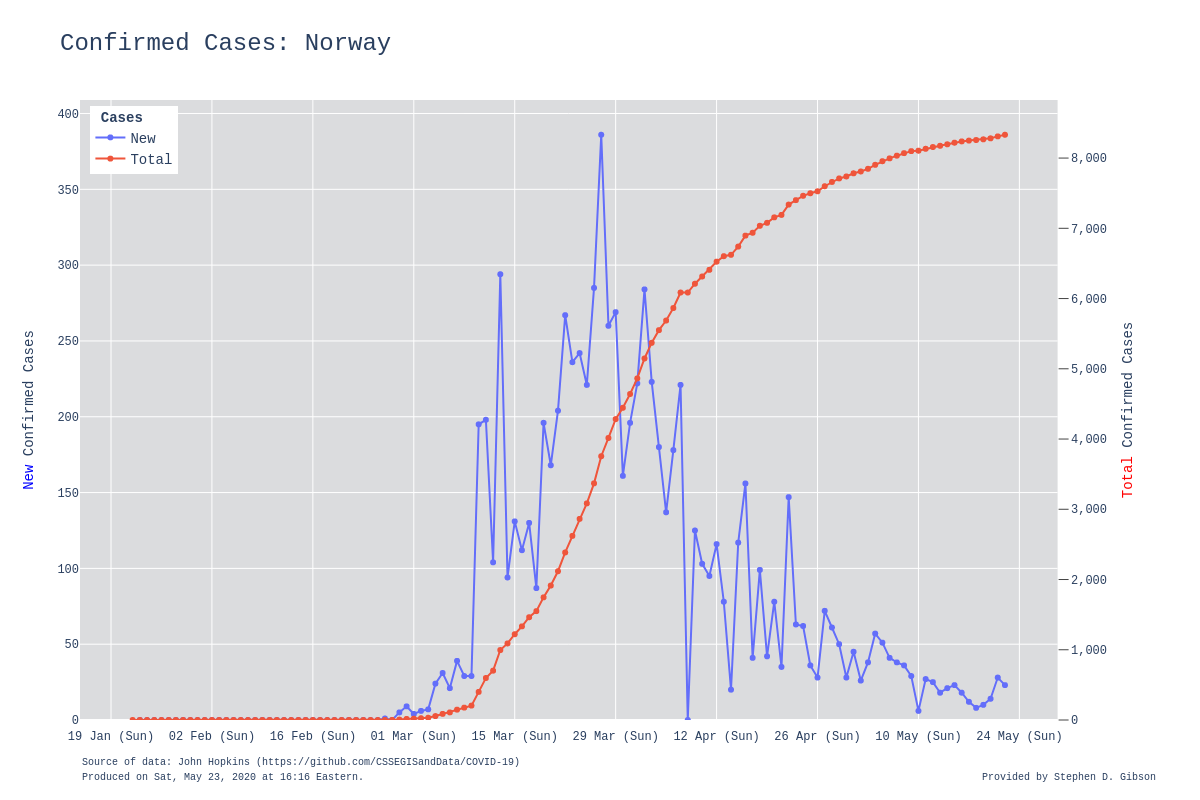 Confirmed Cases: Norway
Cases
New
Total
400
350
300
250
200
150
100
50
0
8,000
7,000
6,000
5,000
4,000
3,000
2,000
1,000
0
New Confirmed Cases
Total Confirmed Cases
19 Jan (Sun) 02 Feb (Sun) 16 Feb (Sun) 01 Mar (Sun) 15 Mar (Sun) 29 Mar (Sun) 12 Apr (Sun) 26 Apr (Sun) 10 May (Sun) 24 May (Sun)
Source of data: John Hopkins (https://github.com/CSSEGISandData/COVID-19)
Produced on Sat, May 23, 2020 at 16:16 Eastern.
Provided by Stephen D. Gibson